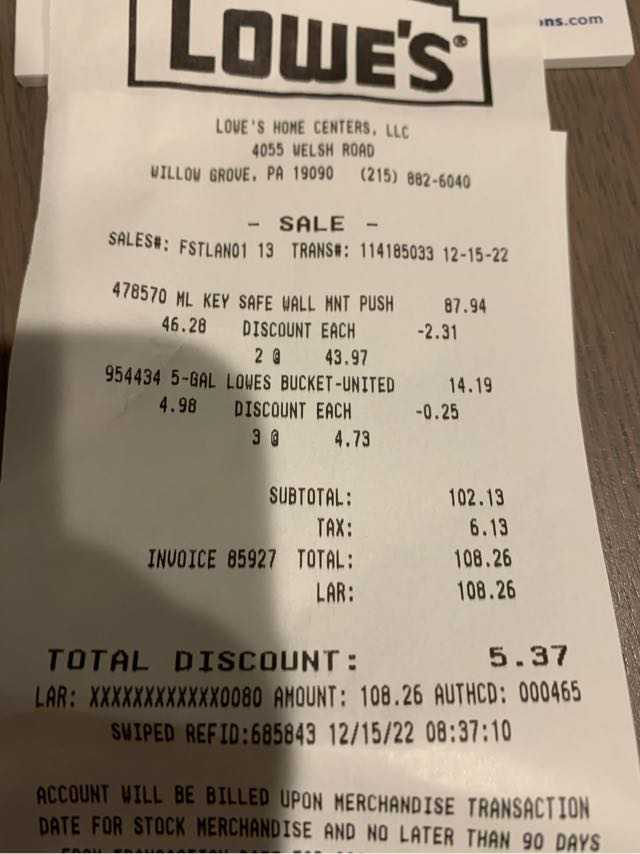 ns.com
LOWE'S®
LOWE'S HOME CENTERS, LLC
4055 WELSH ROAD
WILLOW GROVE, PA 19090 (215) 882-6040
- SALE -
SALES#: FSTLAN01 13 TRANS#: 114185033 12-15-22
478570 ML KEY SAFE WALL MNT PUSH 87.94
46.28 DISCOUNT EACH -2.31
2 @ 43.97
954434 5-GAL LOWES BUCKET-UNITED 14.19
4.98 DISCOUNT EACH -0.25
3 @ 4.73
SUBTOTAL: 102.13
TAX: 6.13
INVOICE 85927 TOTAL: 108.26
LAR: 108.26
TOTAL DISCOUNT: 5.37
LAR: XXXXXXXXXXXX0080 AMOUNT: 108.26 AUTHCD: 000465
SWIPED REFID:685843 12/15/22 08:37:10
ACCOUNT WILL BE BILLED UPON MERCHANDISE TRANSACTION
DATE FOR STOCK MERCHANDISE AND NO LATER THAN 90 DAYS